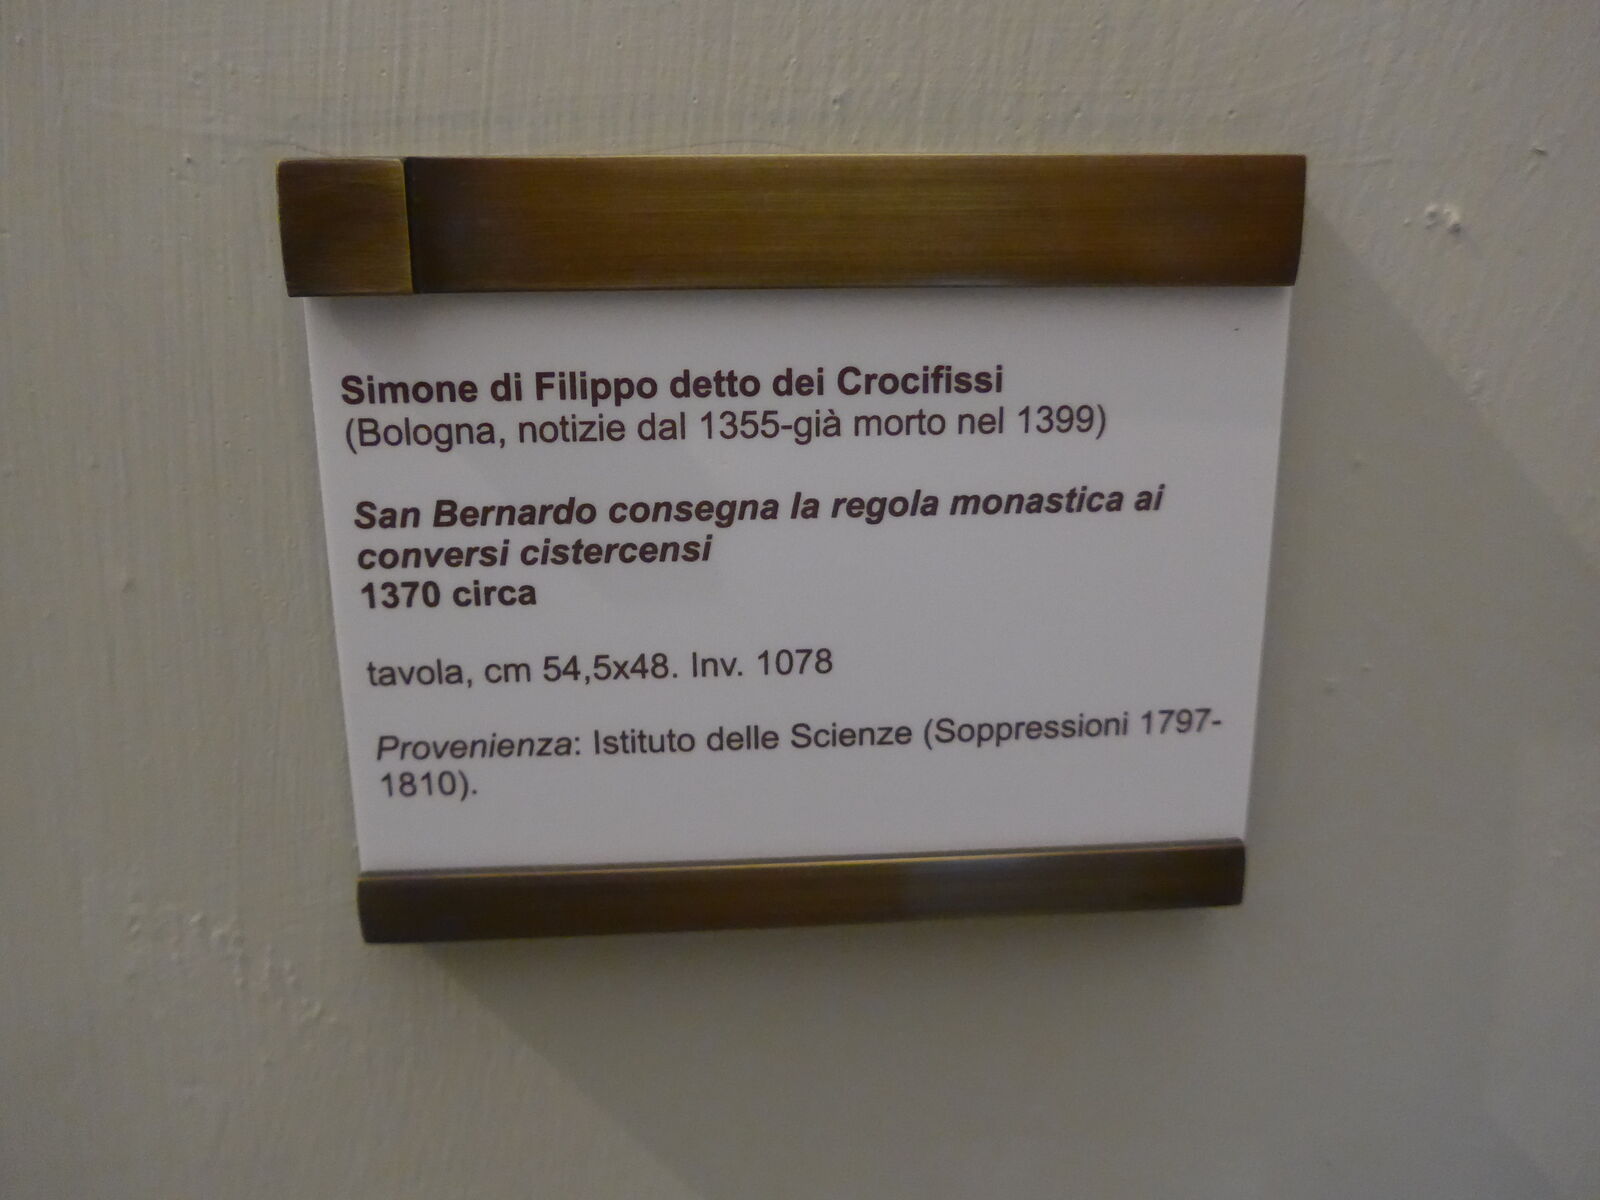 Simone di Filippo detto dei Crocifissi
(Bologna, notizie dal 1355-già morto nel 1399)
San Bernardo consegna la regola monastica ai
conversi cistercensi
1370 circa
tavola, cm 54,5x48. Inv. 1078
Provenienza: Istituto delle Scienze (Soppressioni 1797-
1810).